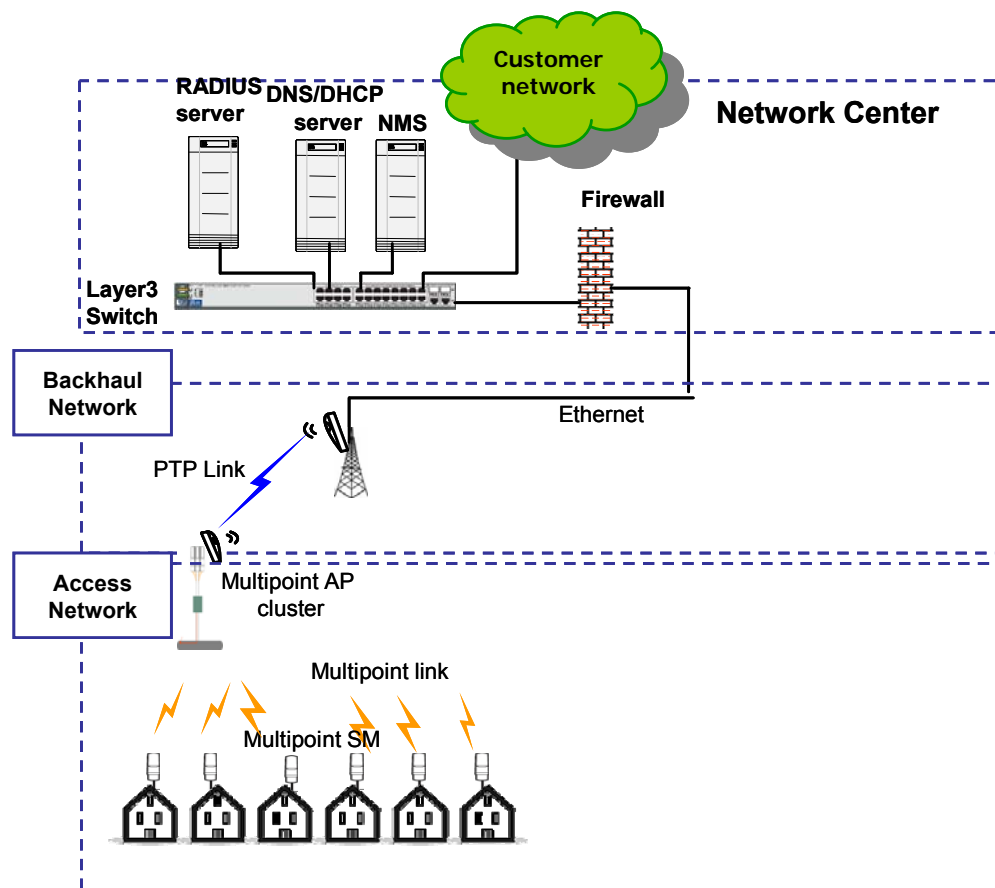 Customer
network
Network Center
RADIUS
server
DNS/DHCP
server
NMS
Firewall
Layer3
Switch
Backhaul
Network
Ethernet
PTP Link
Access
Network
Multipoint AP
cluster
Multipoint link
Multipoint SM